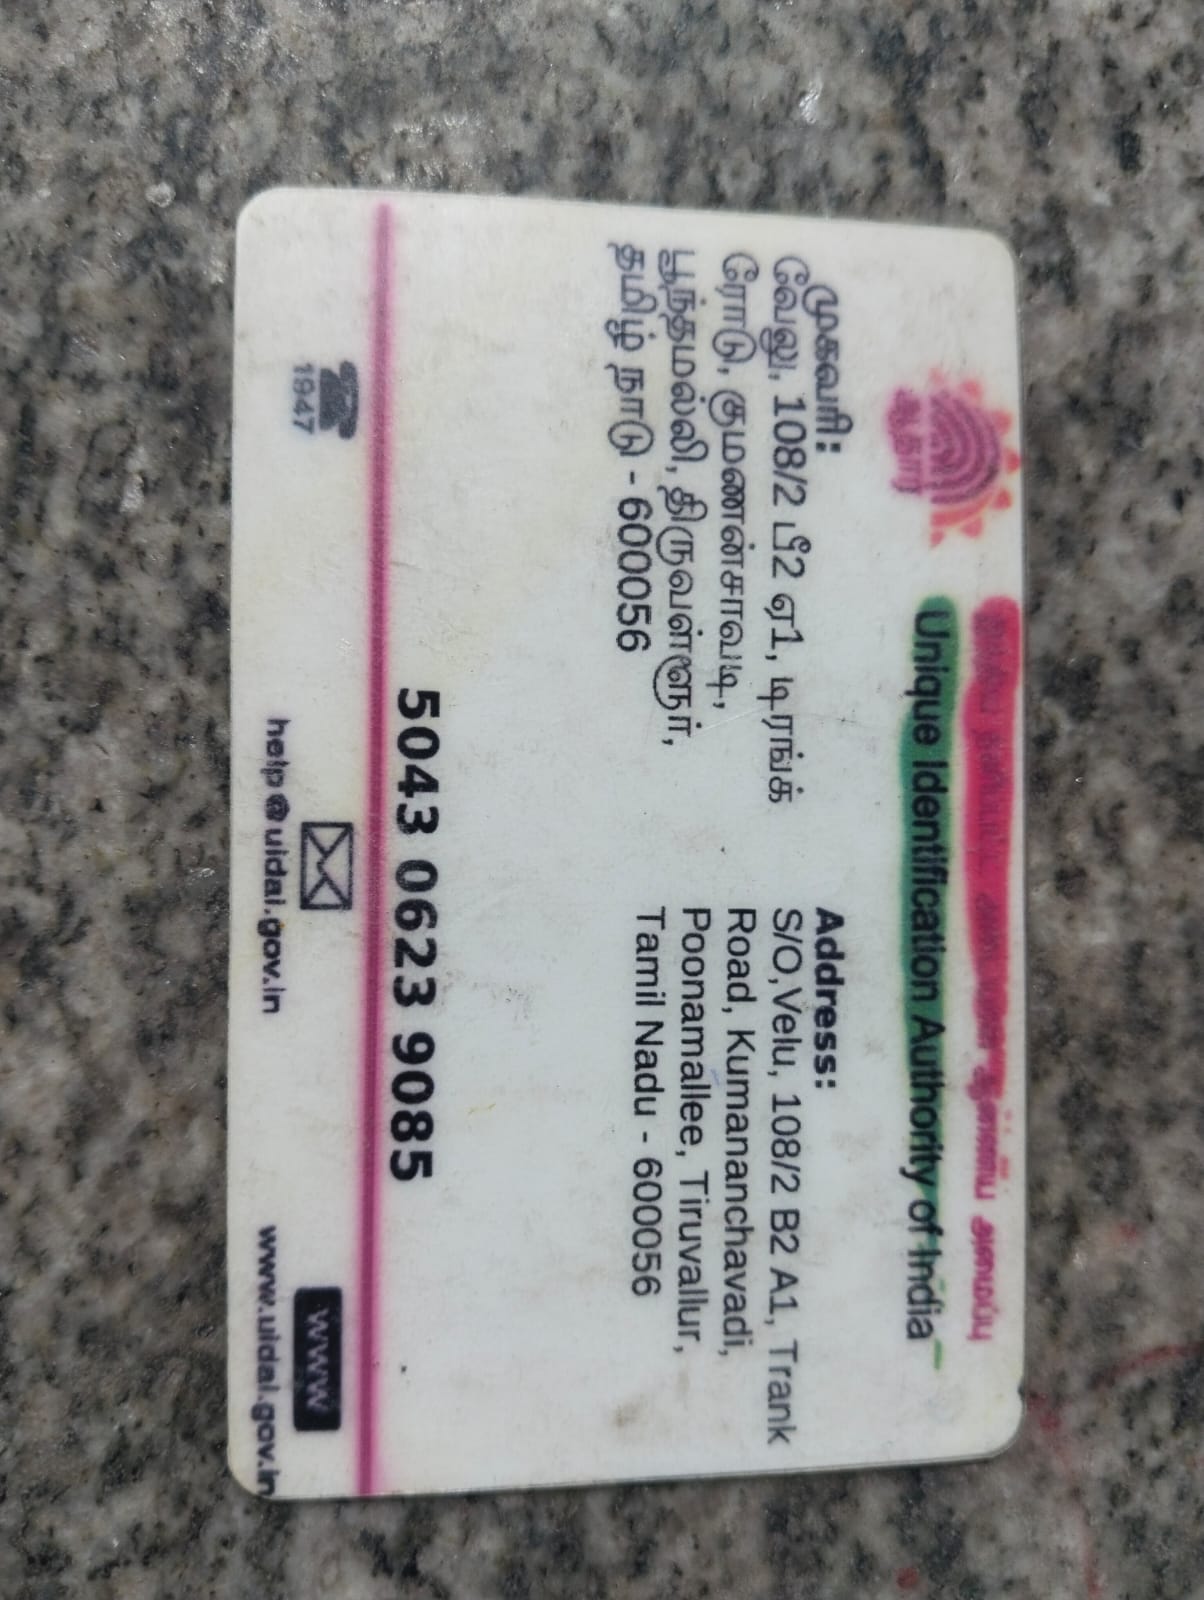 ஆதார்
Unique Identification Authority of India
முகவரி:
வேலு, 108/2 பி2 ஏ1, டிரங்க்
ரோடு, குமணன்சாவடி,
பூந்தமல்லி, திருவள்ளூர்,
தமிழ் நாடு - 600056
Address:
S/O,Velu, 108/2 B2 A1, Trank
Road, Kumananchavadi,
Poonamallee, Tiruvallur,
Tamil Nadu - 600056
5043 0623 9085
1947
help@uidai.gov.in
www
www.uidai.gov.in